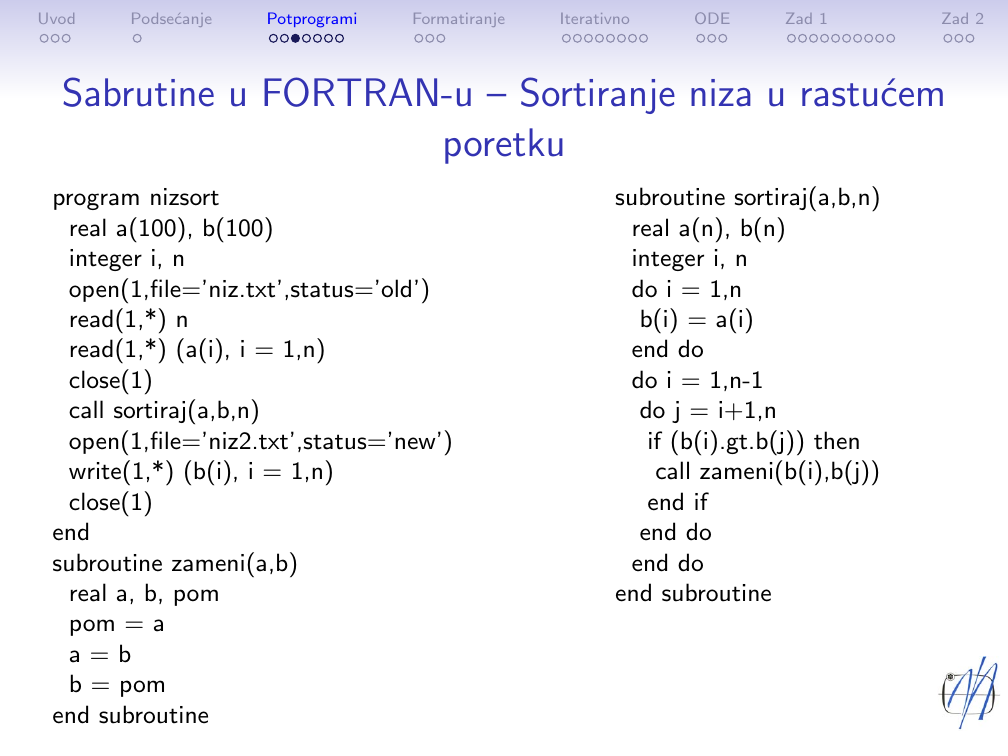 Uvod Podsećanje Potprogrami Formatiranje Iterativno ODE Zad 1 Zad 2
Sabrutine u FORTRAN-u – Sortiranje niza u rastućem
poretku
program nizsort
real a(100), b(100)
integer i, n
open(1,file='niz.txt',status='old')
read(1,*) n
read(1,*) (a(i), i = 1,n)
close(1)
call sortiraj(a,b,n)
open(1,file='niz2.txt',status='new')
write(1,*) (b(i), i = 1,n)
close(1)
end
subroutine zameni(a,b)
real a, b, pom
pom = a
a = b
b = pom
end subroutine
subroutine sortiraj(a,b,n)
real a(n), b(n)
integer i, n
do i = 1,n
b(i) = a(i)
end do
do i = 1,n-1
do j = i+1,n
if (b(i).gt.b(j)) then
call zameni(b(i),b(j))
end if
end do
end do
end subroutine